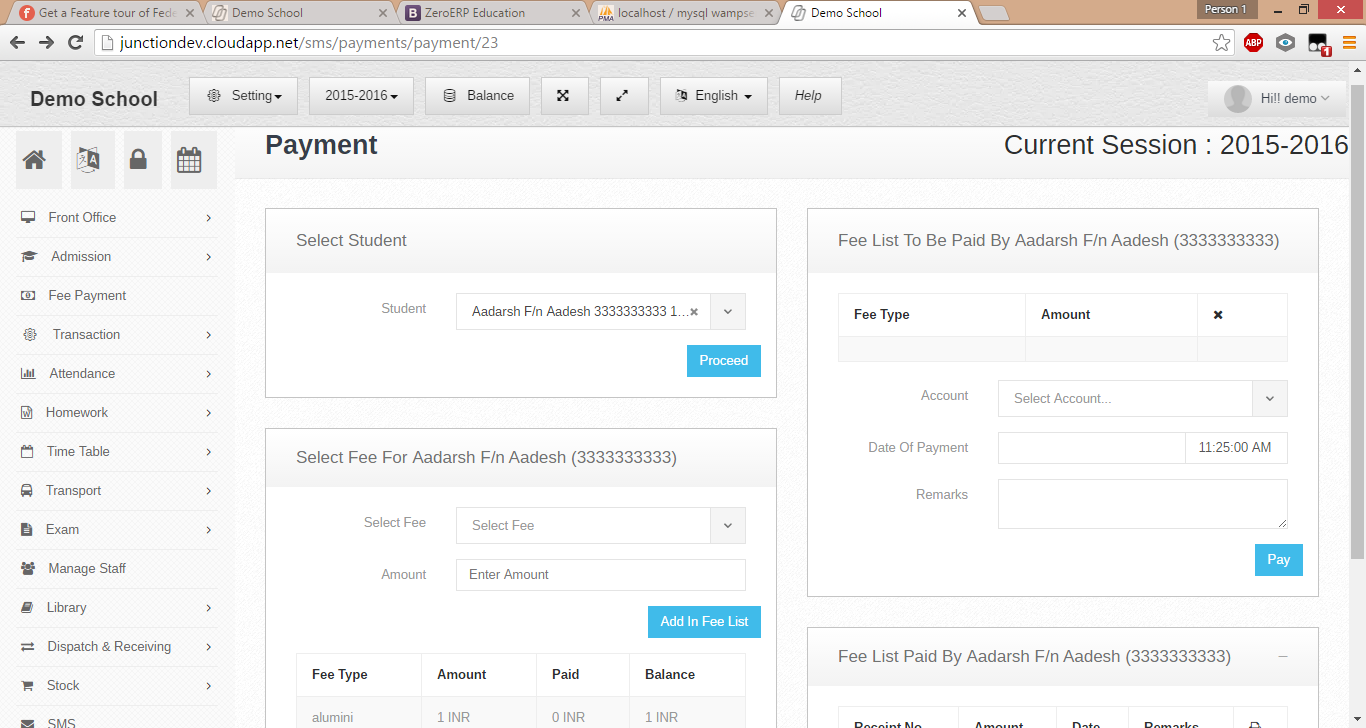 Get a Feature tour of Fede
Demo School
ZeroERP Education
localhost / mysql wampse
Demo School
Person 1
junctiondev.cloudapp.net/sms/payments/payment/23
ABP
1
Demo School
Setting
2015-2016
Balance
English
Help
Hi!! demo
Payment
Current Session : 2015-2016
Front Office
Admission
Fee Payment
Transaction
Attendance
Homework
Time Table
Transport
Exam
Manage Staff
Library
Dispatch & Receiving
Stock
SMS
Select Student
Student
Aadarsh F/n Aadesh 3333333333 1...
Proceed
Select Fee For Aadarsh F/n Aadesh (3333333333)
Select Fee
Select Fee
Amount
Enter Amount
Add In Fee List
Fee Type Amount Paid Balance
alumini 1 INR 0 INR 1 INR
Fee List To Be Paid By Aadarsh F/n Aadesh (3333333333)
Fee Type Amount
Account
Select Account...
Date Of Payment
11:25:00 AM
Remarks
Pay
Fee List Paid By Aadarsh F/n Aadesh (3333333333)
Receipt No Amount Date Remarks